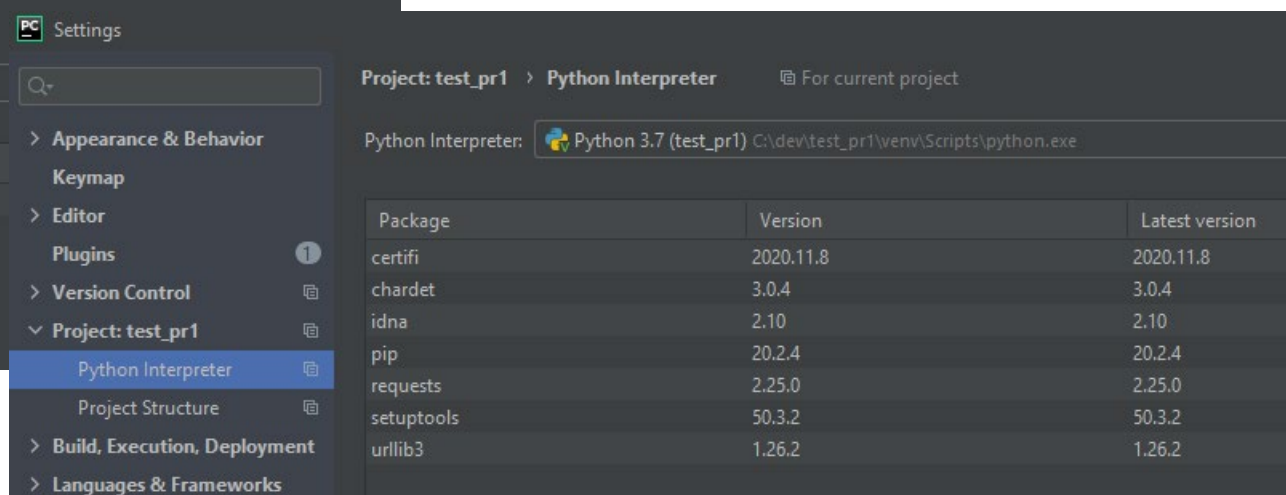 PC Settings
Appearance & Behavior
Keymap
Editor
Plugins 1
Version Control
Project: test_pr1
Python Interpreter
Project Structure
Build, Execution, Deployment
Languages & Frameworks
Project: test_pr1 › Python Interpreter For current project
Python Interpreter: Python 3.7 (test_pr1) C:\dev\test_pr1\venv\Scripts\python.exe
Package Version Latest version
certifi 2020.11.8 2020.11.8
chardet 3.0.4 3.0.4
idna 2.10 2.10
pip 20.2.4 20.2.4
requests 2.25.0 2.25.0
setuptools 50.3.2 50.3.2
urllib3 1.26.2 1.26.2